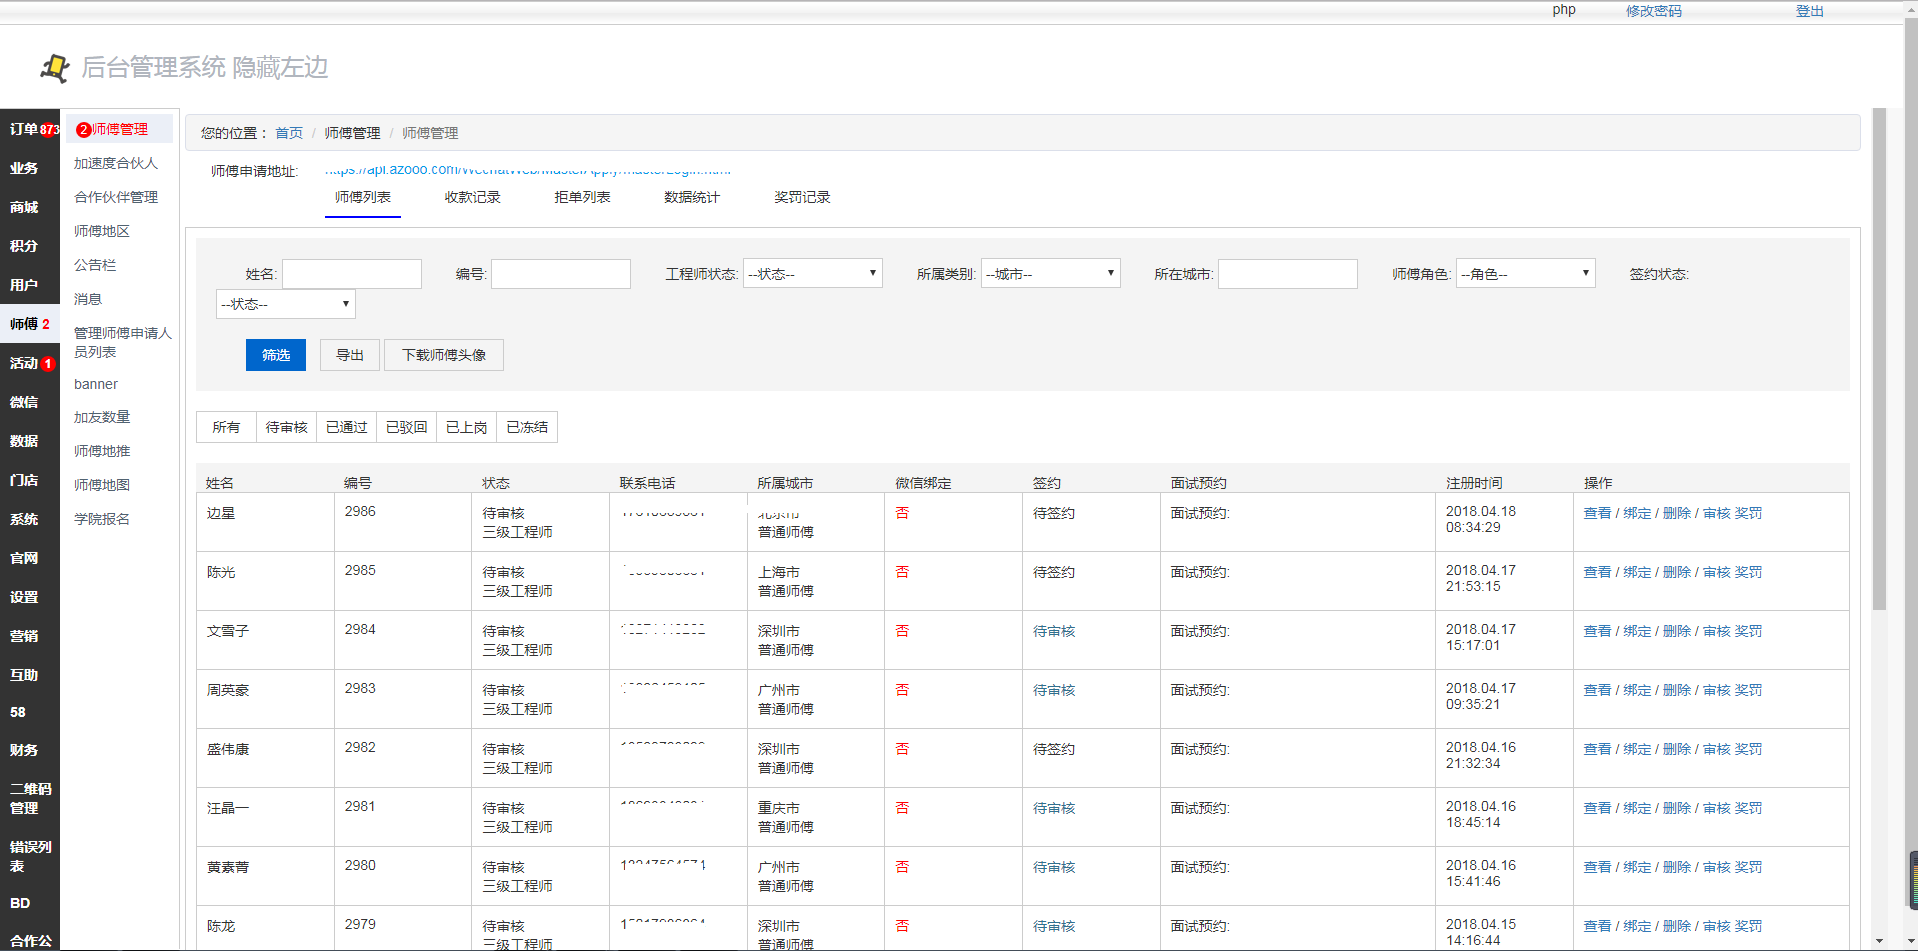 php 修改密码 登出
后台管理系统 隐藏左边
订单873
业务
商城
积分
用户
师傅 2
活动 1
微信
数据
门店
系统
官网
设置
营销
互助
58
财务
二维码
管理
错误列
表
BD
合作公
2师傅管理
加速度合伙人
合作伙伴管理
师傅地区
公告栏
消息
管理师傅申请人
员列表
banner
加友数量
师傅地推
师傅地图
学院报名
您的位置： 首页 / 师傅管理 / 师傅管理
师傅申请地址:
师傅列表 收款记录 拒单列表 数据统计 奖罚记录
姓名: 编号: 工程师状态: --状态-- 所属类别: --城市-- 所在城市: 师傅角色: --角色-- 签约状态:
--状态--
筛选 导出 下载师傅头像
所有 待审核 已通过 已驳回 已上岗 已冻结
姓名 编号 状态 联系电话 所属城市 微信绑定 签约 面试预约 注册时间 操作
边星 2986 待审核 否 待签约 面试预约: 2018.04.18 查看 / 绑定 / 删除 / 审核 奖罚
三级工程师 普通师傅 08:34:29
陈光 2985 待审核 上海市 否 待签约 面试预约: 2018.04.17 查看 / 绑定 / 删除 / 审核 奖罚
三级工程师 普通师傅 21:53:15
文雪子 2984 待审核 深圳市 否 待审核 面试预约: 2018.04.17 查看 / 绑定 / 删除 / 审核 奖罚
三级工程师 普通师傅 15:17:01
周英豪 2983 待审核 广州市 否 待审核 面试预约: 2018.04.17 查看 / 绑定 / 删除 / 审核 奖罚
三级工程师 普通师傅 09:35:21
盛伟康 2982 待审核 深圳市 否 待签约 面试预约: 2018.04.16 查看 / 绑定 / 删除 / 审核 奖罚
三级工程师 普通师傅 21:32:34
汪晶一 2981 待审核 重庆市 否 待审核 面试预约: 2018.04.16 查看 / 绑定 / 删除 / 审核 奖罚
三级工程师 普通师傅 18:45:14
黄素菁 2980 待审核 广州市 否 待审核 面试预约: 2018.04.16 查看 / 绑定 / 删除 / 审核 奖罚
三级工程师 普通师傅 15:41:46
陈龙 2979 待审核 深圳市 否 待审核 面试预约: 2018.04.15 查看 / 绑定 / 删除 / 审核 奖罚
三级工程师 普通师傅 14:16:44